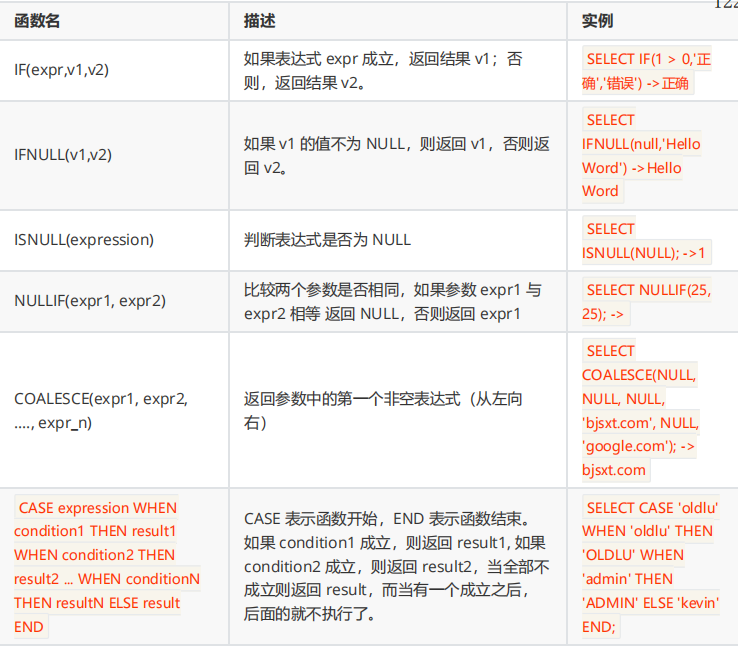 122
函数名
描述
实例
IF(expr,v1,v2)
如果表达式 expr 成立，返回结果 v1；否
则，返回结果 v2。
SELECT IF(1 > 0,'正
确','错误') ->正确
IFNULL(v1,v2)
如果 v1 的值不为 NULL，则返回 v1，否则返
回 v2。
SELECT
IFNULL(null,'Hello
Word') ->Hello
Word
ISNULL(expression)
判断表达式是否为 NULL
SELECT
ISNULL(NULL); ->1
NULLIF(expr1, expr2)
比较两个参数是否相同，如果参数 expr1 与
expr2 相等 返回 NULL，否则返回 expr1
SELECT NULLIF(25,
25); ->
COALESCE(expr1, expr2,
...., expr_n)
返回参数中的第一个非空表达式（从左向
右）
SELECT
COALESCE(NULL,
NULL, NULL,
'bjsxt.com', NULL,
'google.com'); ->
bjsxt.com
CASE expression WHEN
condition1 THEN result1
WHEN condition2 THEN
result2 ... WHEN conditionN
THEN resultN ELSE result
END
CASE 表示函数开始，END 表示函数结束。
如果 condition1 成立，则返回 result1, 如果
condition2 成立，则返回 result2，当全部不
成立则返回 result，而当有一个成立之后，
后面的就不执行了。
SELECT CASE 'oldlu'
WHEN 'oldlu' THEN
'OLDLU' WHEN
'admin' THEN
'ADMIN' ELSE 'kevin'
END;